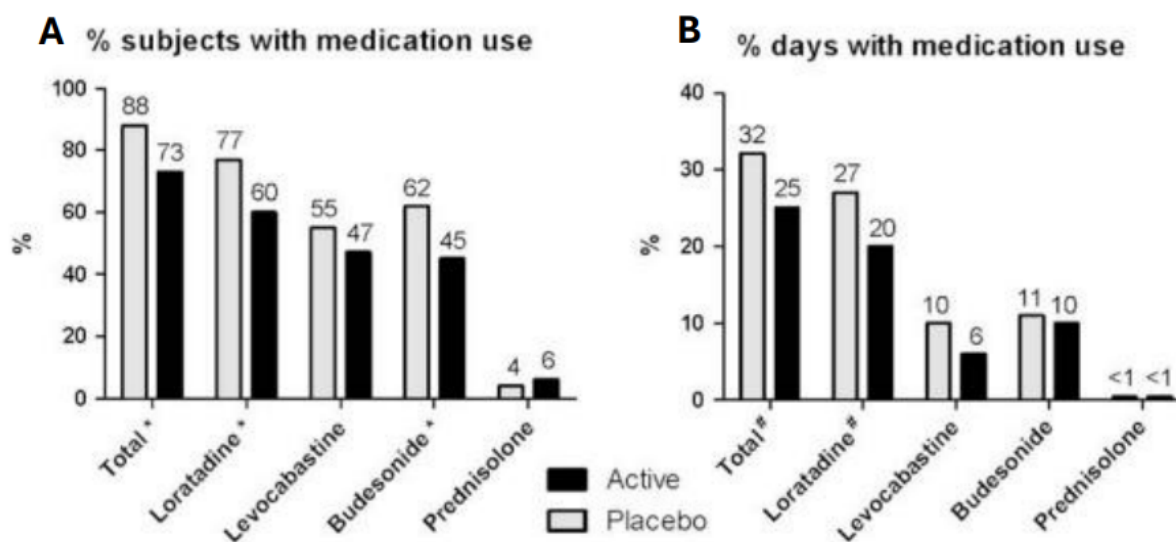 A % subjects with medication use
%
100
80
60
40
20
0
88
73
77
60
55
47
62
45
4
6
Total *
Loratadine *
Levocabastine
Budesonide *
Prednisolone
B % days with medication use
%
40
30
20
10
0
32
25
27
20
10
6
11
10
<1
<1
Total #
Loratadine #
Levocabastine
Budesonide
Prednisolone
Active
Placebo